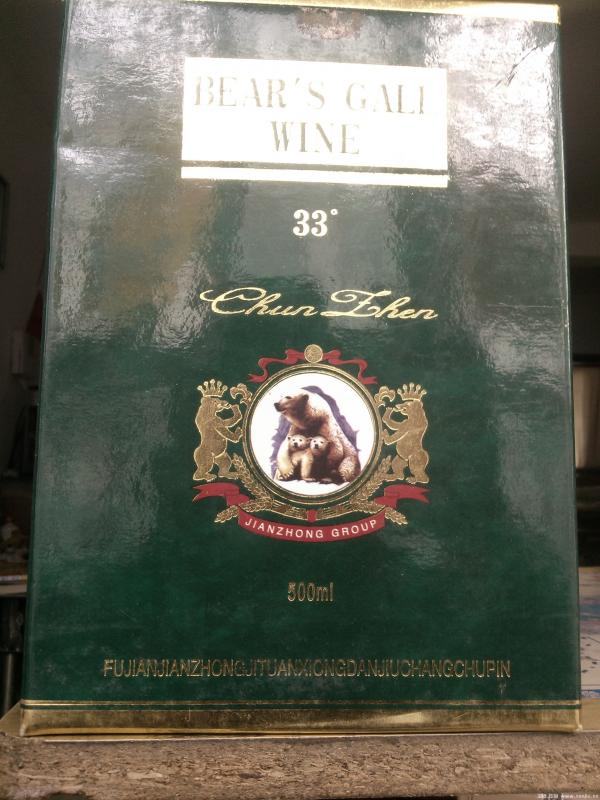 BEAR'S GALL
WINE
33°
Chun Zhen
JIANZHONG GROUP
500ml
FUJIANJIANZHONGJITUANXIONGDANJIUCHANGCHUPIN